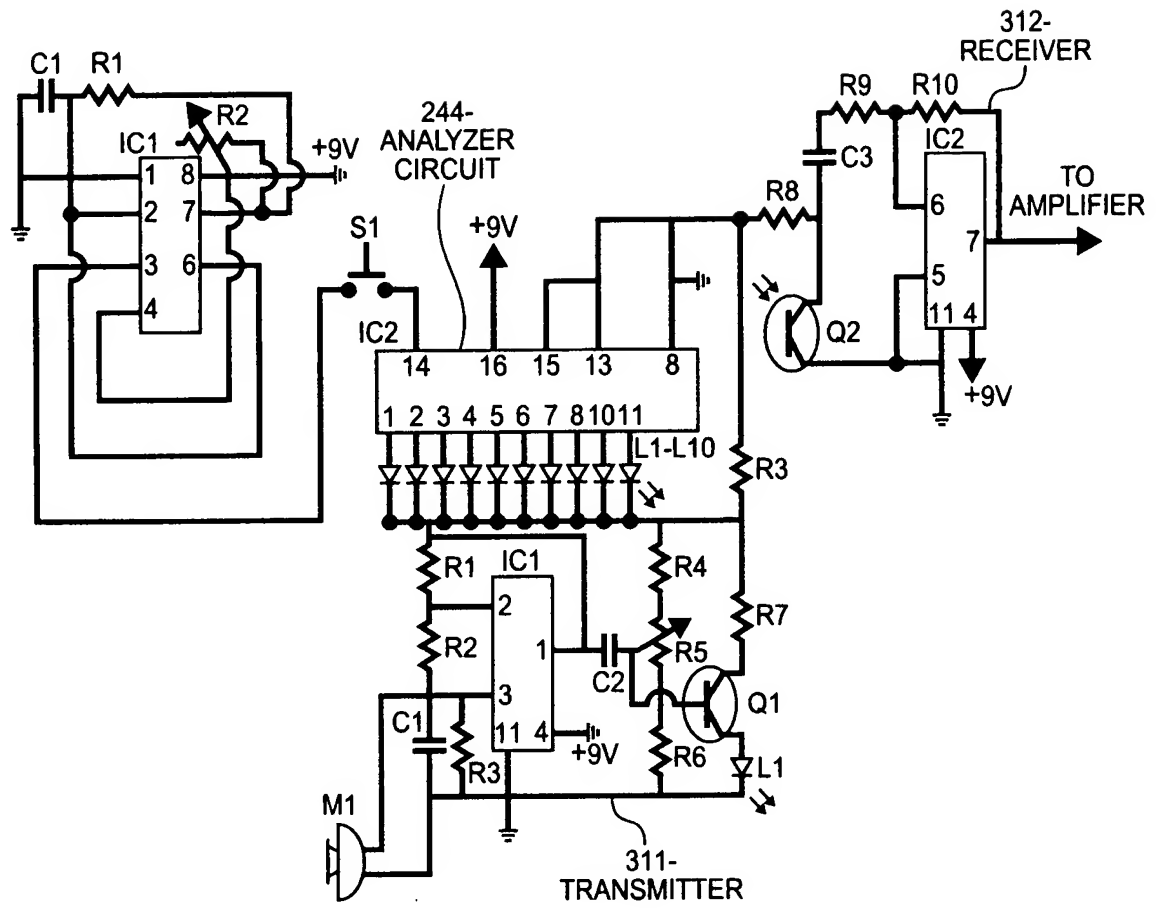 312-
RECEIVER
C1
R1
R2
IC1
+9V
1
8
2
7
3
6
4
244-
ANALYZER
CIRCUIT
S1
+9V
IC2
14
16
15
13
8
1 2 3 4 5 6 7 8 10 11
L1-L10
R9
R10
IC2
C3
R8
6
7
5
11
4
TO
AMPLIFIER
Q2
+9V
R3
R1
IC1
R4
2
R7
R2
1
R5
C2
3
Q1
C1
11
4
+9V
R3
R6
L1
M1
311-
TRANSMITTER